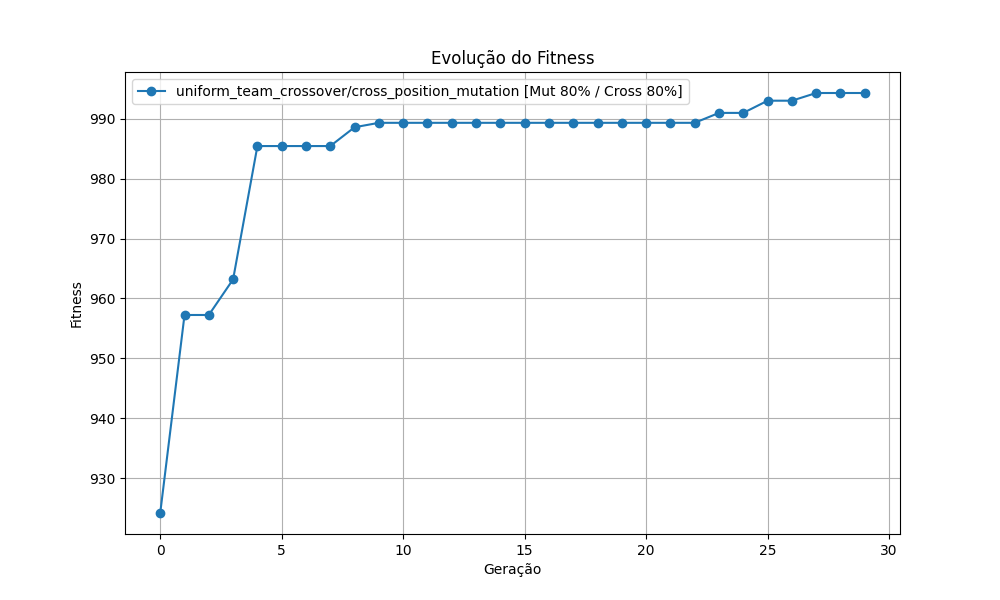 Evolução do Fitness
uniform_team_crossover/cross_position_mutation [Mut 80% / Cross 80%]
990
980
970
960
950
940
930
Fitness
0 5 10 15 20 25 30
Geração